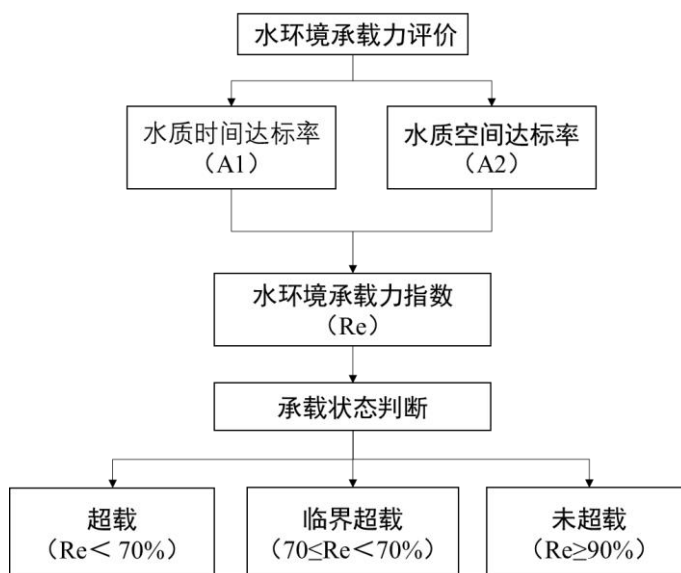 水环境承载力评价
水质时间达标率
（A1）
水质空间达标率
（A2）
水环境承载力指数
（Re）
承载状态判断
超载
（Re＜70%）
临界超载
（70≤Re＜70%）
未超载
（Re≥90%）